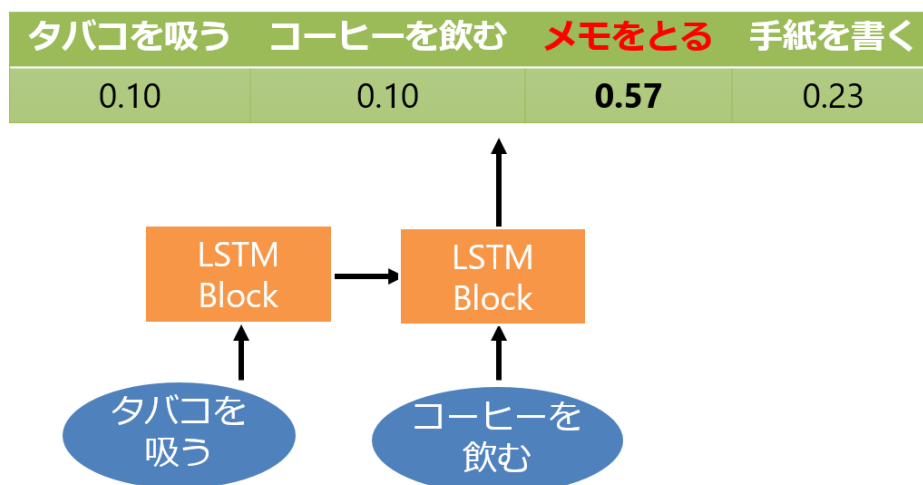 タバコを吸う コーヒーを飲む メモをとる 手紙を書く
0.10 0.10 0.57 0.23
LSTM
Block
LSTM
Block
タバコを
吸う
コーヒーを
飲む